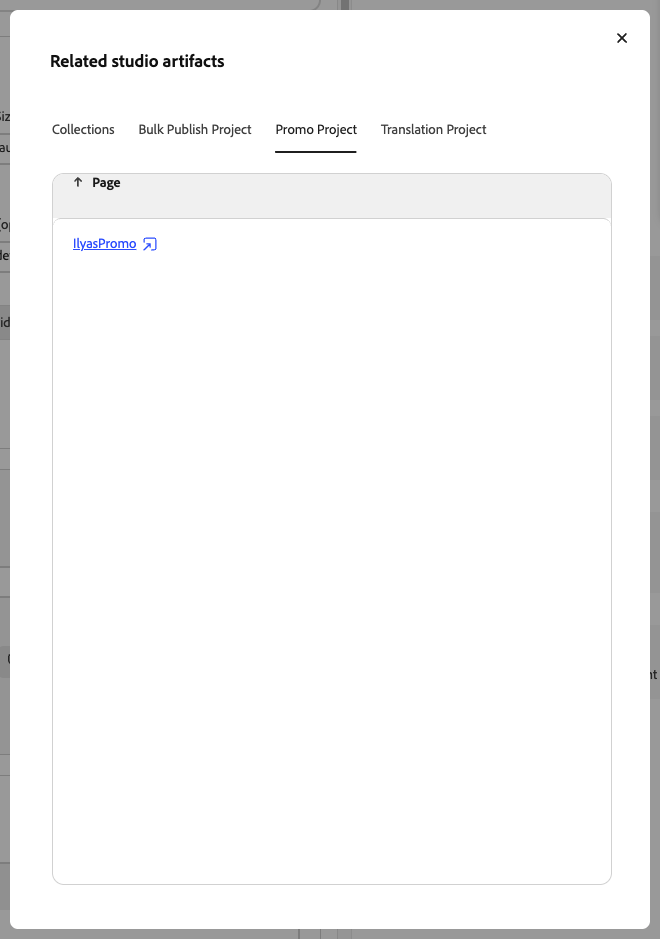 Related studio artifacts
Collections Bulk Publish Project Promo Project Translation Project
Page
IlyasPromo